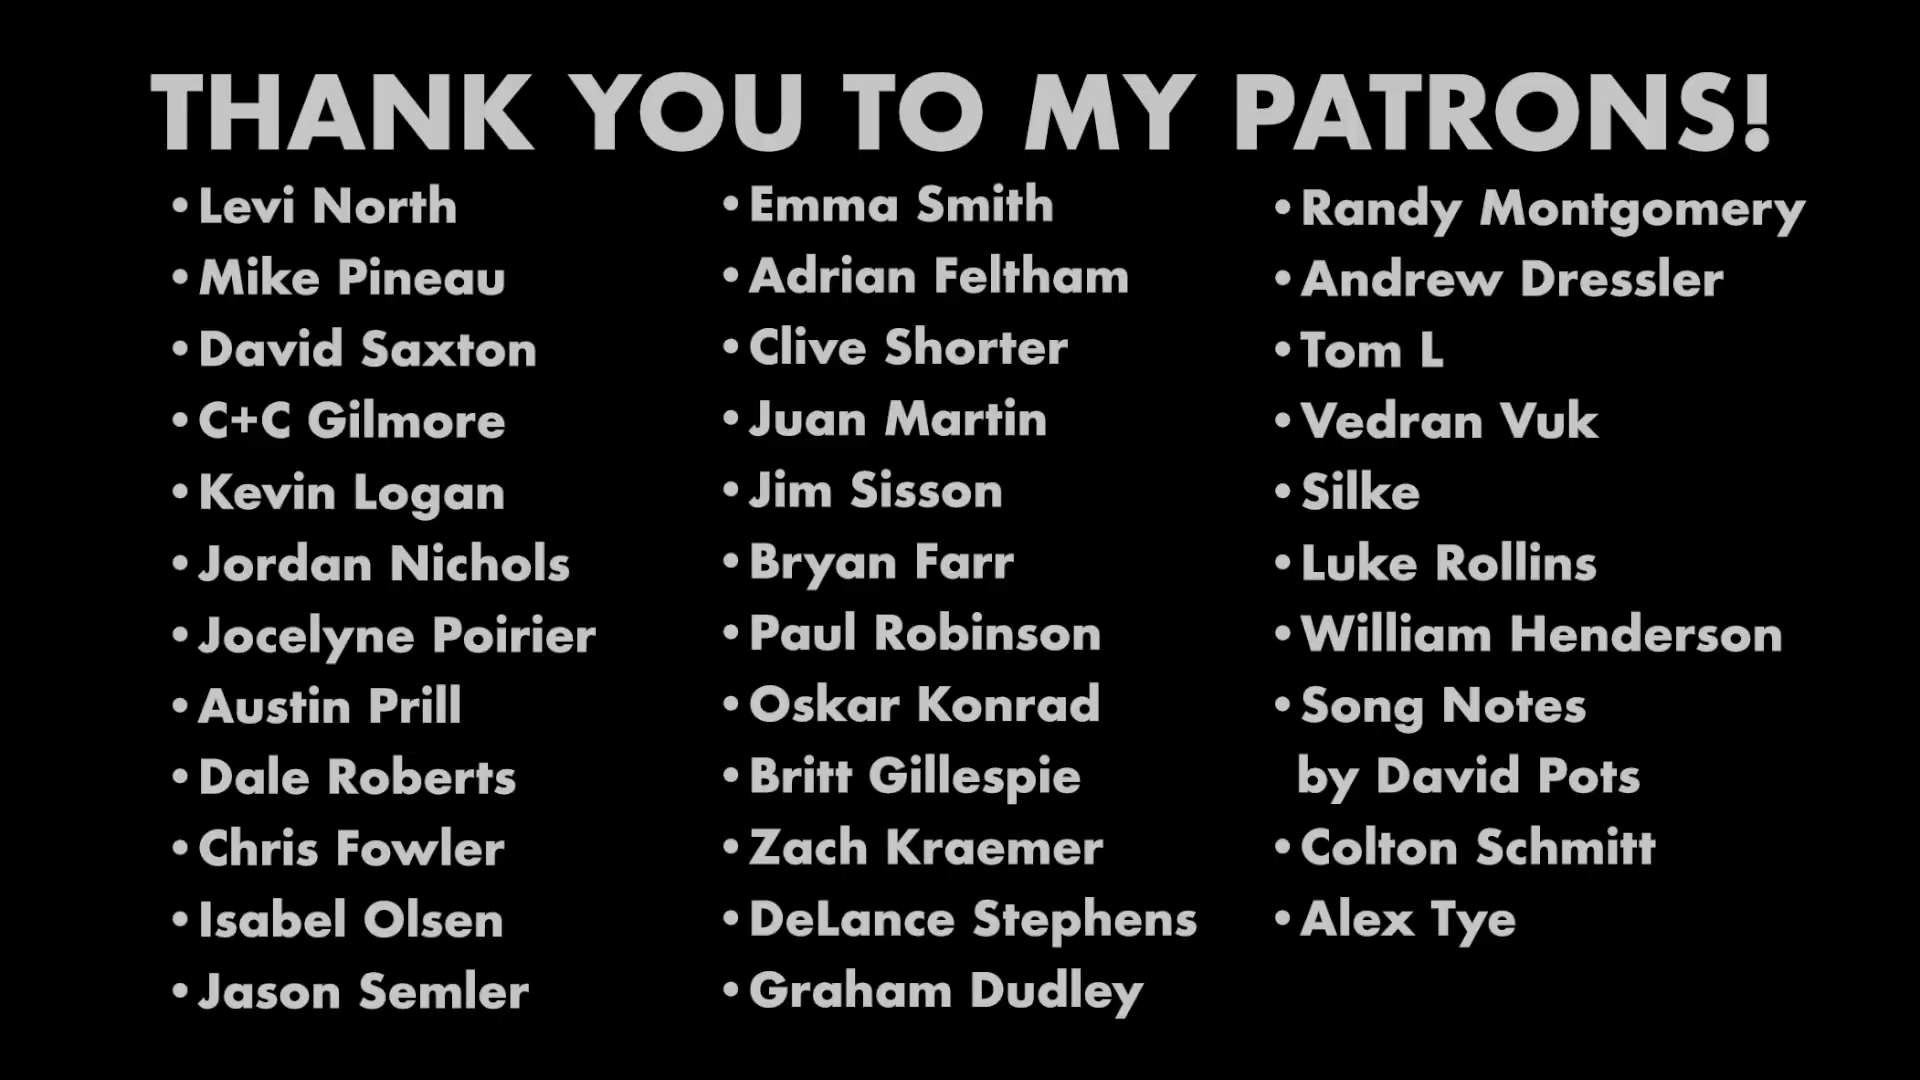 THANK YOU TO MY PATRONS!
•Levi North
•Mike Pineau
•David Saxton
•C+C Gilmore
•Kevin Logan
•Jordan Nichols
•Jocelyne Poirier
•Austin Prill
•Dale Roberts
•Chris Fowler
•Isabel Olsen
•Jason Semler
•Emma Smith
•Adrian Feltham
•Clive Shorter
•Juan Martin
•Jim Sisson
•Bryan Farr
•Paul Robinson
•Oskar Konrad
•Britt Gillespie
•Zach Kraemer
•DeLance Stephens
•Graham Dudley
•Randy Montgomery
•Andrew Dressler
•Tom L
•Vedran Vuk
•Silke
•Luke Rollins
•William Henderson
•Song Notes
by David Pots
•Colton Schmitt
•Alex Tye